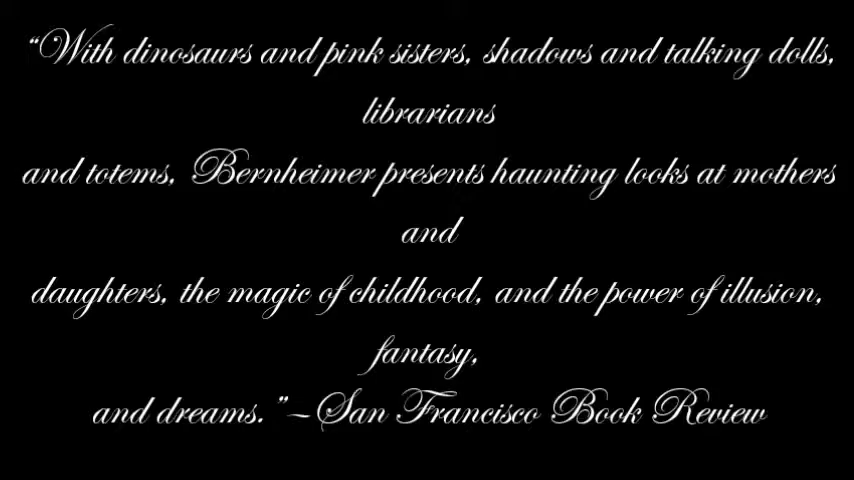 “With dinosaurs and pink sisters, shadows and talking dolls,
librarians
and totems, Bernheimer presents haunting looks at mothers
and
daughters, the magic of childhood, and the power of illusion,
fantasy,
and dreams.”–San Francisco Book Review